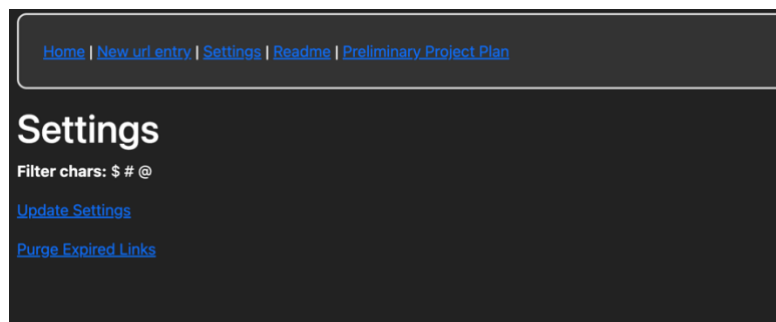 Home | New url entry | Settings | Readme | Preliminary Project Plan
Settings
Filter chars: $ # @
Update Settings
Purge Expired Links